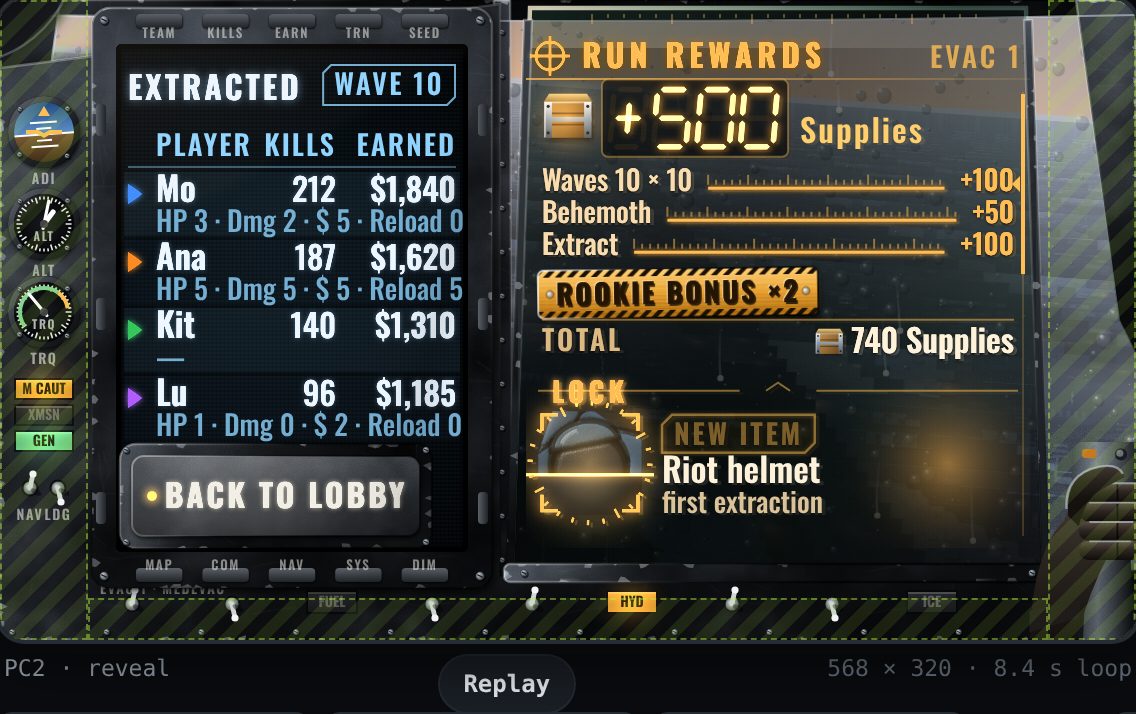 TEAM KILLS EARN TRN SEED
EXTRACTED WAVE 10
PLAYER KILLS EARNED
Mo 212 $1,840
HP 3 · Dmg 2 · $ 5 · Reload 0
Ana 187 $1,620
HP 5 · Dmg 5 · $ 5 · Reload 5
Kit 140 $1,310
—
Lu 96 $1,185
HP 1 · Dmg 0 · $ 2 · Reload 0
BACK TO LOBBY
MAP COM NAV SYS DIM
ADI
ALT
ALT
TRQ
TRQ
M CAUT
XMSN
GEN
NAV LDG
RUN REWARDS EVAC 1
+500 Supplies
Waves 10 × 10 +100
Behemoth +50
Extract +100
ROOKIE BONUS ×2
TOTAL 740 Supplies
LOCK
NEW ITEM
Riot helmet
first extraction
FUEL HYD ICE
PC2 · reveal
Replay
568 × 320 · 8.4 s loop